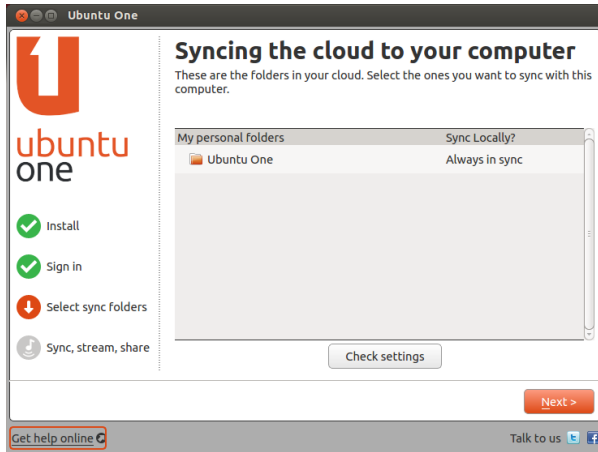 Ubuntu One
Syncing the cloud to your computer
These are the folders in your cloud. Select the ones you want to sync with this
computer.
ubuntu
one
My personal folders Sync Locally?
Ubuntu One Always in sync
Install
Sign in
Select sync folders
Sync, stream, share
Check settings
Next >
Get help online
Talk to us